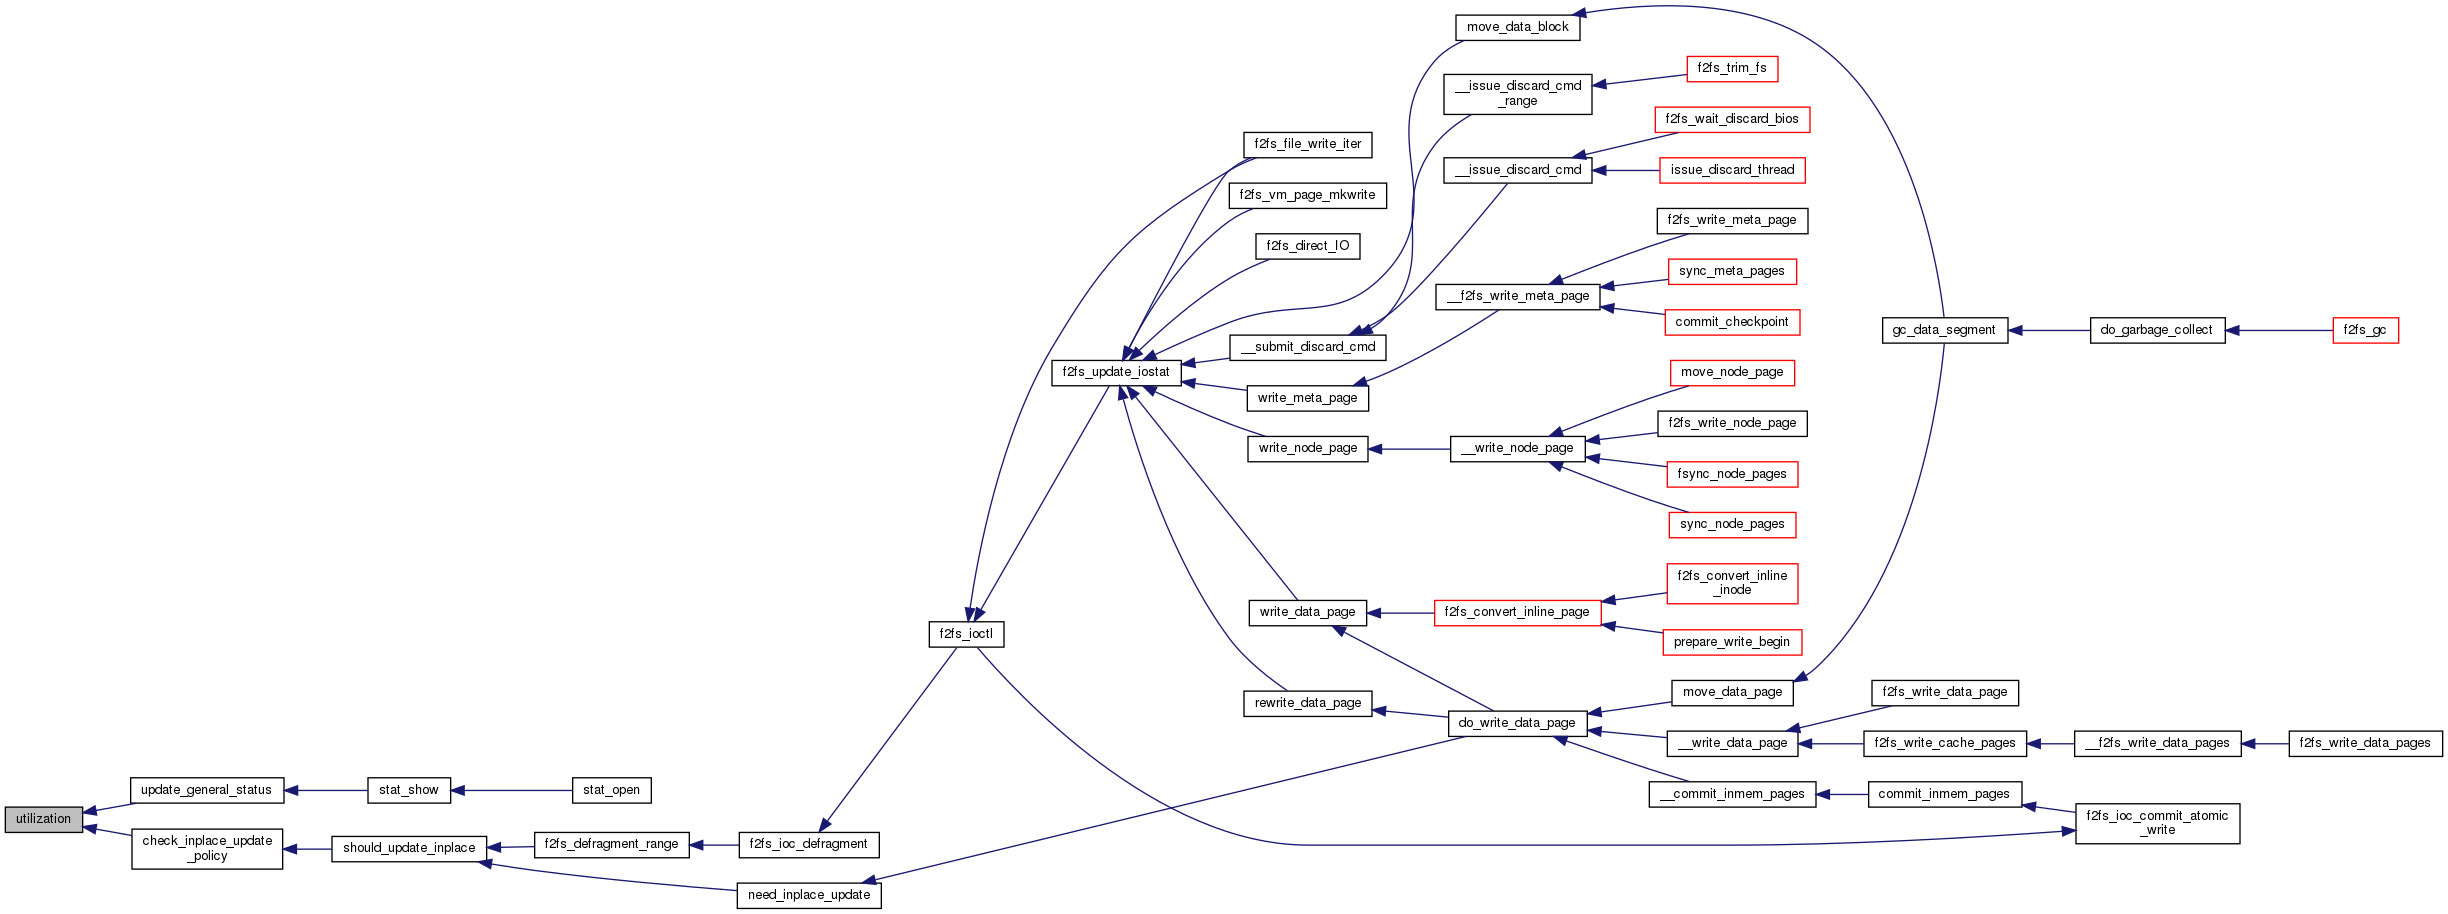 move_data_block
f2fs_trim_fs
__issue_discard_cmd
_range
f2fs_wait_discard_bios
f2fs_file_write_iter
__issue_discard_cmd
issue_discard_thread
f2fs_vm_page_mkwrite
f2fs_write_meta_page
f2fs_direct_IO
sync_meta_pages
__f2fs_write_meta_page
commit_checkpoint
gc_data_segment
do_garbage_collect
f2fs_gc
__submit_discard_cmd
f2fs_update_iostat
move_node_page
write_meta_page
f2fs_write_node_page
write_node_page
__write_node_page
fsync_node_pages
sync_node_pages
f2fs_convert_inline
_inode
write_data_page
f2fs_convert_inline_page
f2fs_ioctl
prepare_write_begin
move_data_page
f2fs_write_data_page
rewrite_data_page
do_write_data_page
__write_data_page
f2fs_write_cache_pages
__f2fs_write_data_pages
f2fs_write_data_pages
update_general_status
stat_show
stat_open
__commit_inmem_pages
commit_inmem_pages
utilization
f2fs_ioc_commit_atomic
_write
check_inplace_update
_policy
should_update_inplace
f2fs_defragment_range
f2fs_ioc_defragment
need_inplace_update